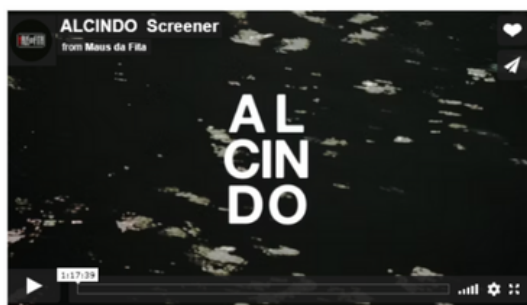 ALCINDO Screener
from Maus da Fita
AL
CIN
DO
1:17:39